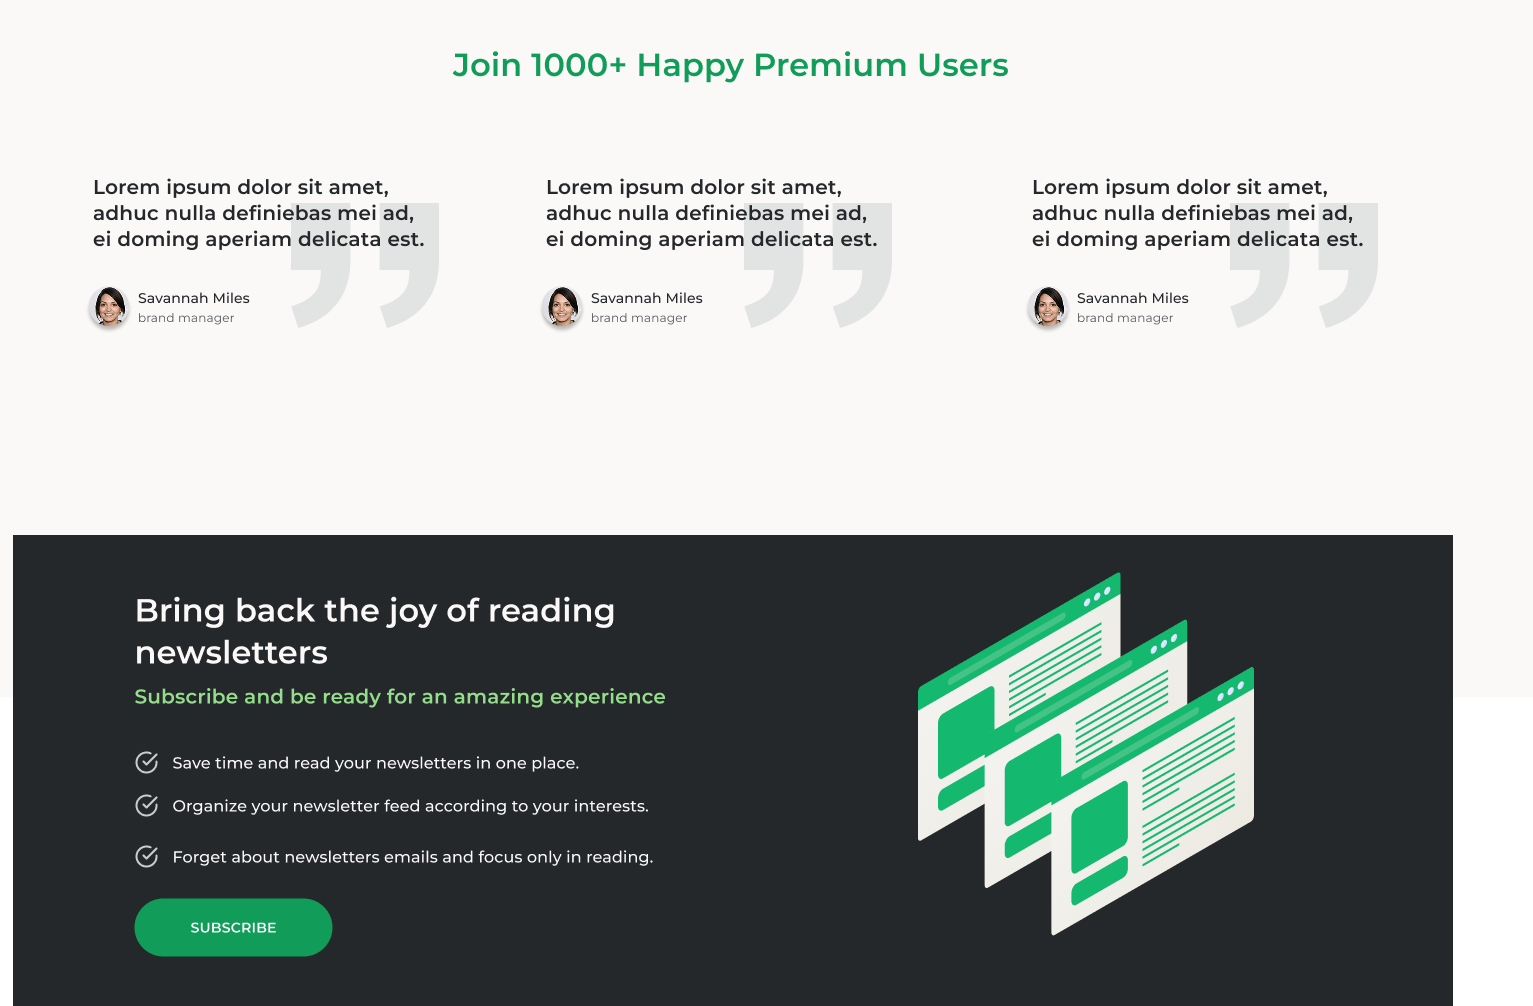 Join 1000+ Happy Premium Users
Lorem ipsum dolor sit amet,
adhuc nulla definiebas mei ad,
ei doming aperiam delicata est.
Savannah Miles
brand manager
Lorem ipsum dolor sit amet,
adhuc nulla definiebas mei ad,
ei doming aperiam delicata est.
Savannah Miles
brand manager
Lorem ipsum dolor sit amet,
adhuc nulla definiebas mei ad,
ei doming aperiam delicata est.
Savannah Miles
brand manager
Bring back the joy of reading
newsletters
Subscribe and be ready for an amazing experience
Save time and read your newsletters in one place.
Organize your newsletter feed according to your interests.
Forget about newsletters emails and focus only in reading.
SUBSCRIBE